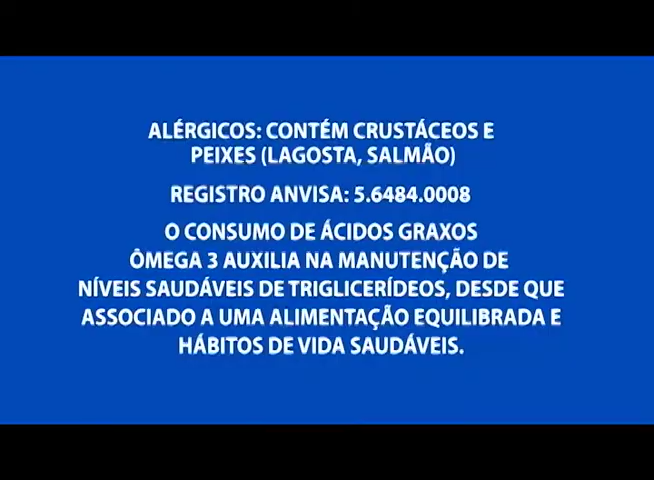 ALÉRGICOS: CONTÉM CRUSTÁCEOS E
PEIXES (LAGOSTA, SALMÃO)
REGISTRO ANVISA: 5.6484.0008
O CONSUMO DE ÁCIDOS GRAXOS
ÔMEGA 3 AUXILIA NA MANUTENÇÃO DE
NÍVEIS SAUDÁVEIS DE TRIGLICERÍDEOS, DESDE QUE
ASSOCIADO A UMA ALIMENTAÇÃO EQUILIBRADA E
HÁBITOS DE VIDA SAUDÁVEIS.